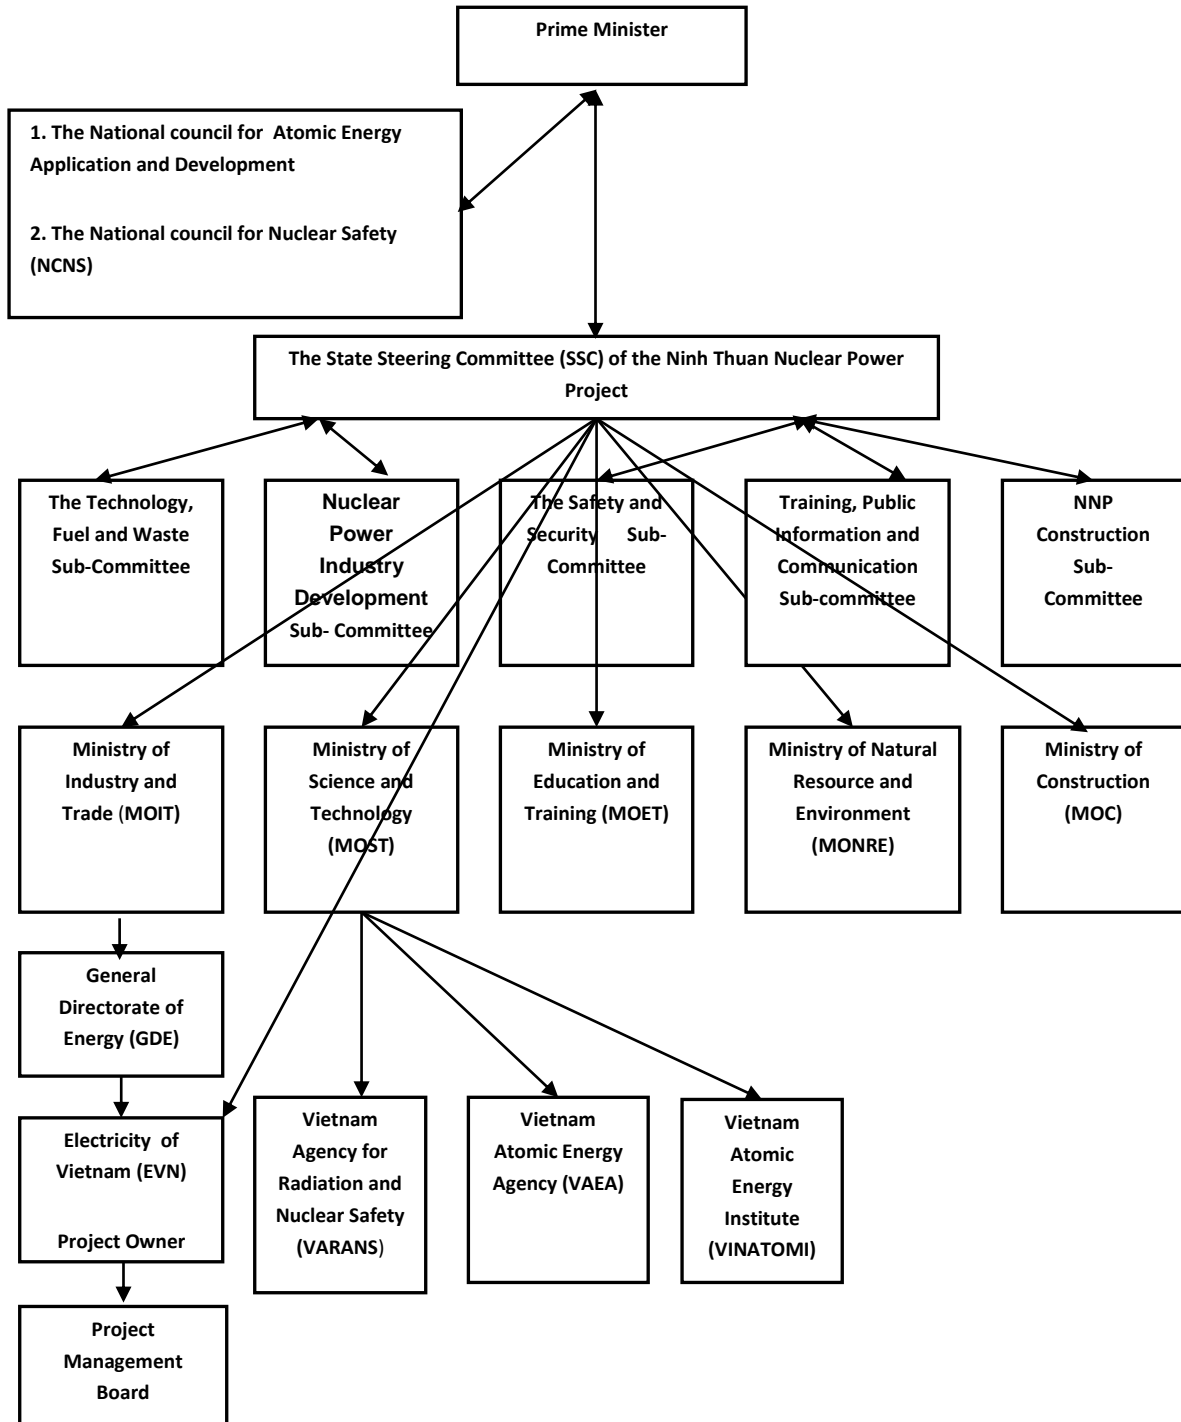 Prime Minister
1. The National council for Atomic Energy
Application and Development
2. The National council for Nuclear Safety
(NCNS)
The State Steering Committee (SSC) of the Ninh Thuan Nuclear Power
Project
The Technology,
Fuel and Waste
Sub-Committee
Nuclear
Power
Industry
Development
Sub- Committee
The Safety and
Security Sub-
Committee
Training, Public
Information and
Communication
Sub-committee
NNP
Construction
Sub-
Committee
Ministry of
Industry and
Trade (MOIT)
Ministry of
Science and
Technology
(MOST)
Ministry of
Education and
Training (MOET)
Ministry of Natural
Resource and
Environment
(MONRE)
Ministry of
Construction
(MOC)
General
Directorate of
Energy (GDE)
Electricity of
Vietnam (EVN)
Project Owner
Vietnam
Agency for
Radiation and
Nuclear Safety
(VARANS)
Vietnam
Atomic Energy
Agency (VAEA)
Vietnam
Atomic
Energy
Institute
(VINATOMI)
Project
Management
Board